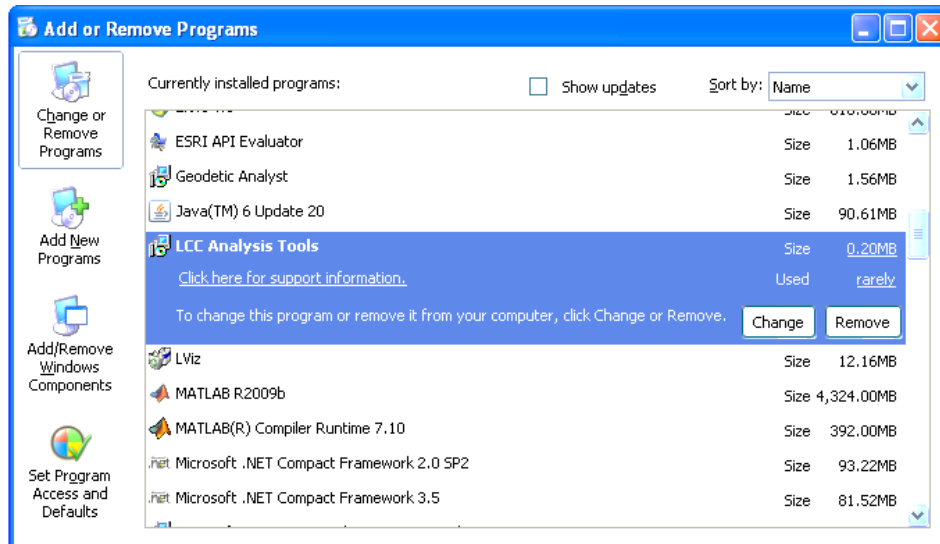 Add or Remove Programs
Change or
Remove
Programs
Add New
Programs
Add/Remove
Windows
Components
Set Program
Access and
Defaults
Currently installed programs:
Show updates
Sort by: Name
Size
ESRI API Evaluator Size 1.06MB
Geodetic Analyst Size 1.56MB
Java(TM) 6 Update 20 Size 90.61MB
LCC Analysis Tools Size 0.20MB
Click here for support information. Used rarely
To change this program or remove it from your computer, click Change or Remove. Change Remove
LViz Size 12.16MB
MATLAB R2009b Size 4,324.00MB
MATLAB(R) Compiler Runtime 7.10 Size 392.00MB
.net Microsoft .NET Compact Framework 2.0 SP2 Size 93.22MB
.net Microsoft .NET Compact Framework 3.5 Size 81.52MB